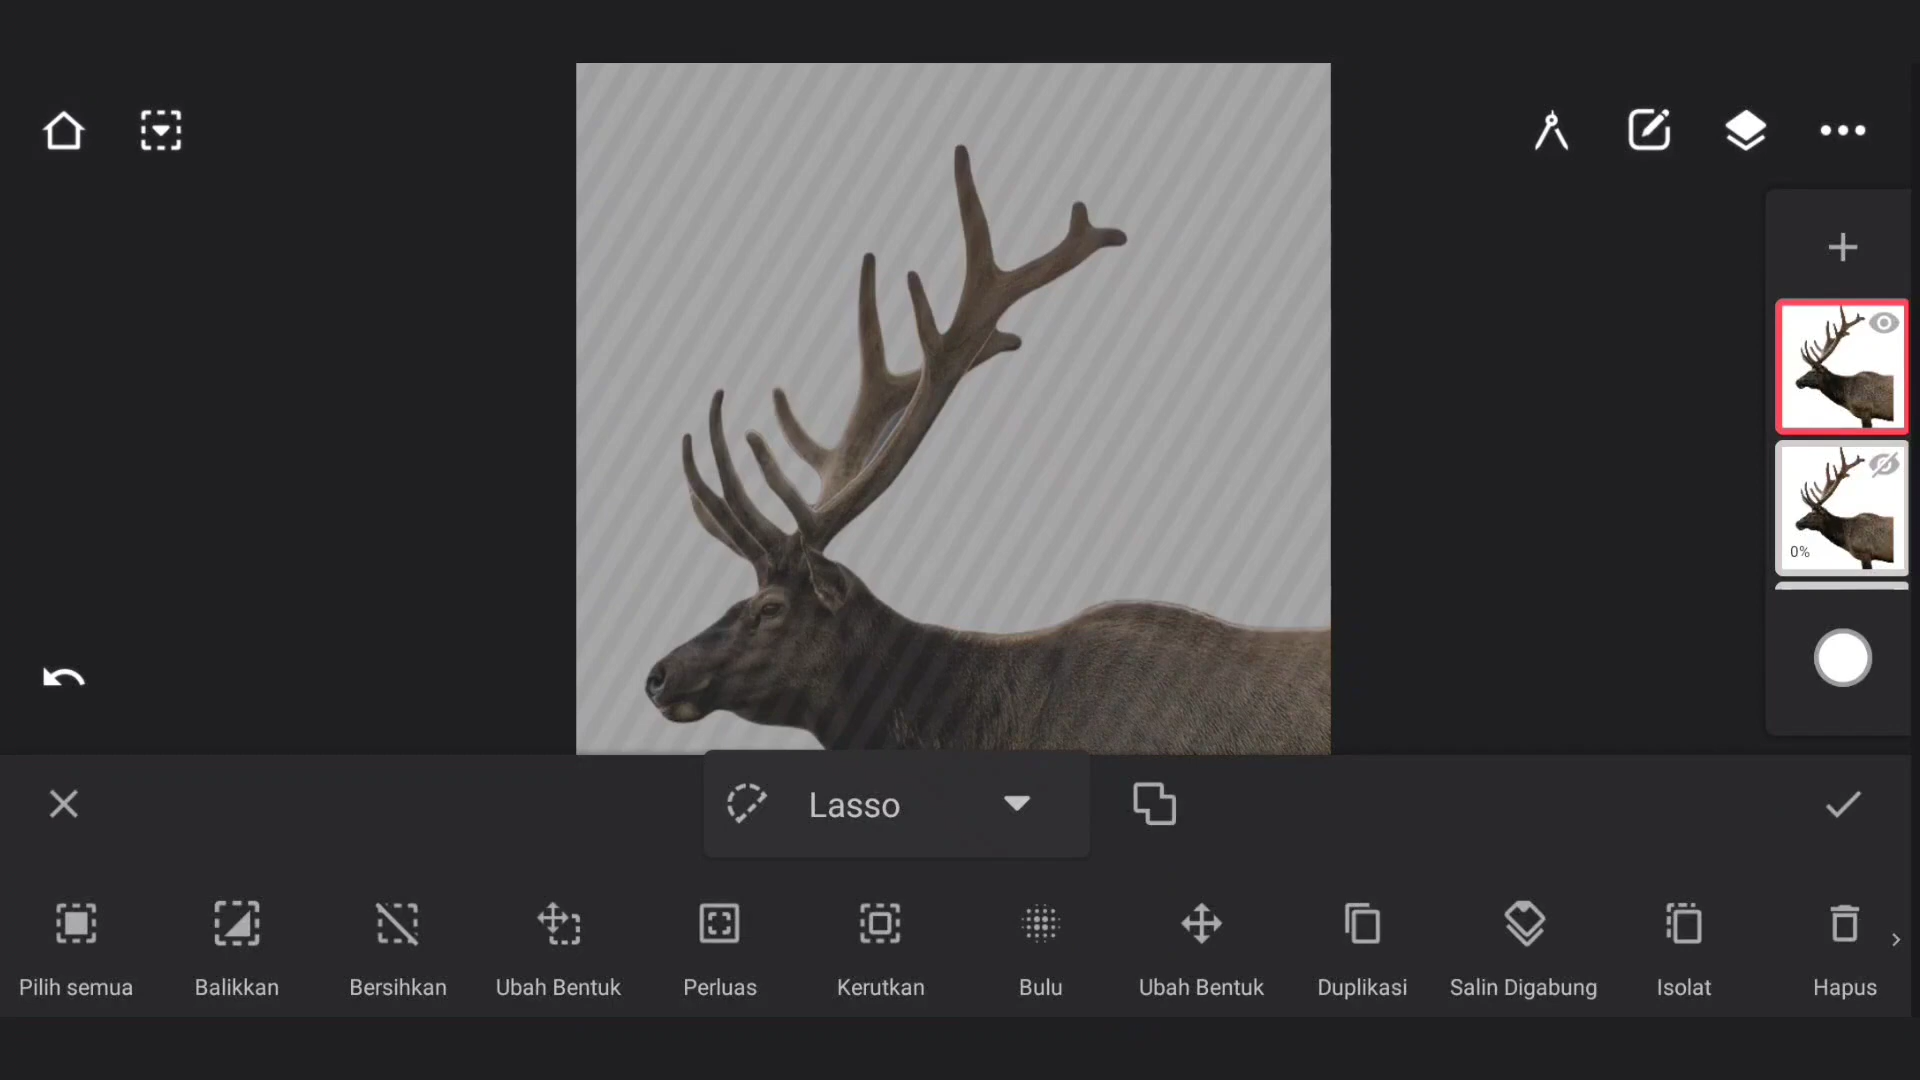 0%
Lasso
Pilih semua
Balikkan
Bersihkan
Ubah Bentuk
Perluas
Kerutkan
Bulu
Ubah Bentuk
Duplikasi
Salin Digabung
Isolat
Hapus